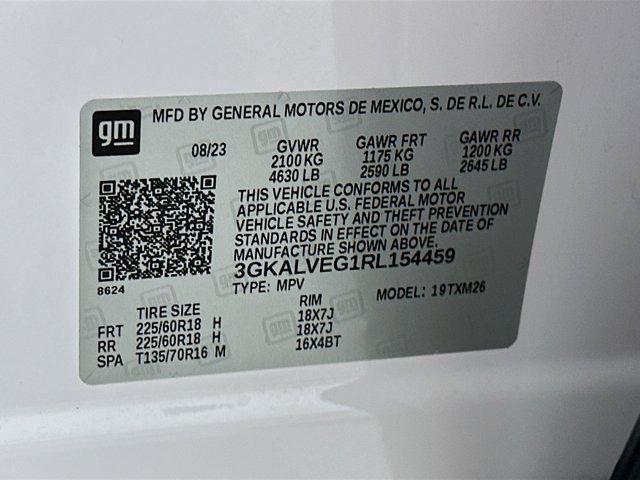 gm
MFD BY GENERAL MOTORS DE MEXICO, S. DE R.L. DE C.V.
08/23 GVWR GAWR FRT GAWR RR
2100 KG 1175 KG 1200 KG
4630 LB 2590 LB 2645 LB
THIS VEHICLE CONFORMS TO ALL
APPLICABLE U.S. FEDERAL MOTOR
VEHICLE SAFETY AND THEFT PREVENTION
STANDARDS IN EFFECT ON THE DATE OF
MANUFACTURE SHOWN ABOVE.
8624
3GKALVEG1RL154459
TYPE: MPV MODEL: 19TXM26
TIRE SIZE RIM
FRT 225/60R18 H 18X7J
RR 225/60R18 H 18X7J
SPA T135/70R16 M 16X4BT